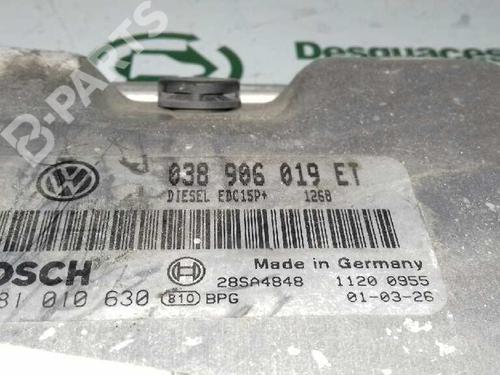 Desguaces
B-PARTS
038 906 019 ET
DIESEL EDC15P+ 1268
OSCH
Made in Germany
81 010 630 810 BPG
28SA4848 1120 0955
01-03-26